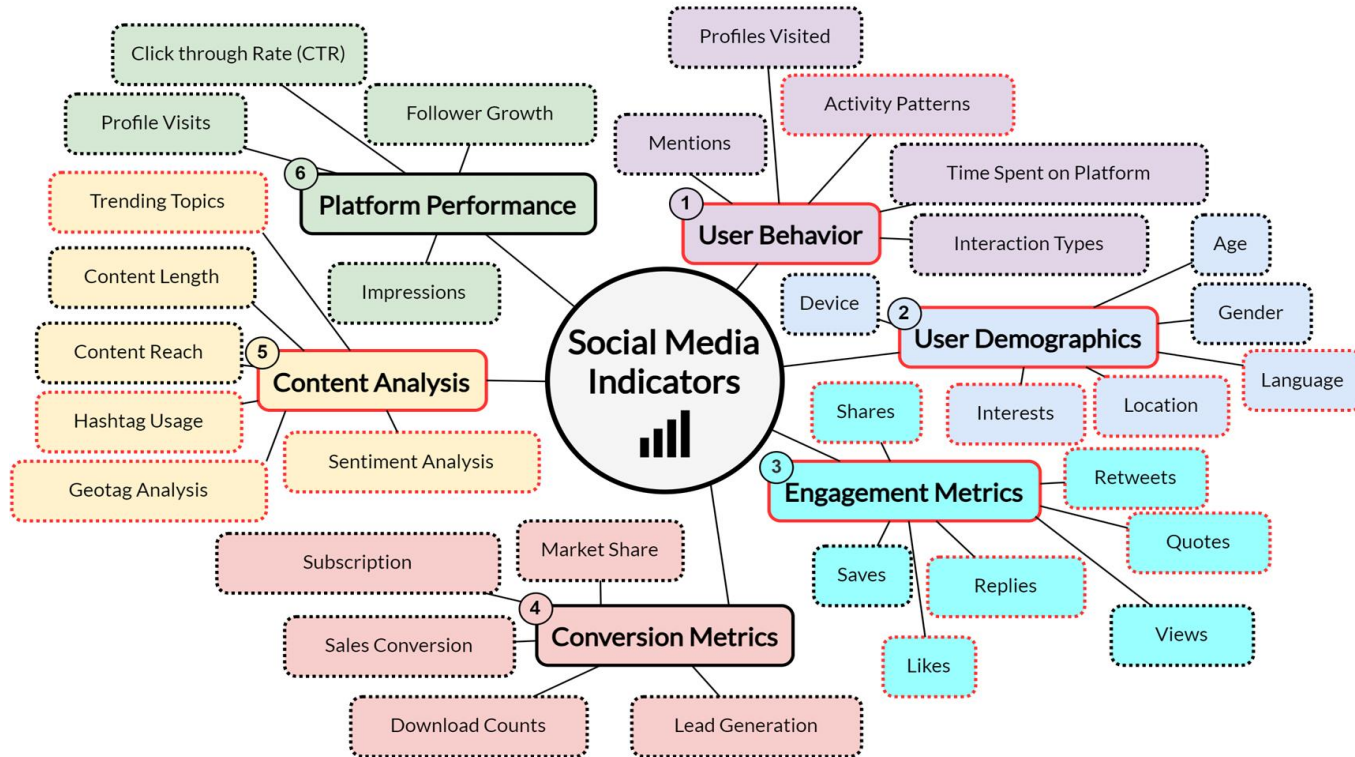 Social Media
Indicators
1
User Behavior
Profiles Visited
Activity Patterns
Mentions
Time Spent on Platform
Interaction Types
2
User Demographics
Device
Age
Gender
Language
Location
Interests
3
Engagement Metrics
Shares
Retweets
Quotes
Views
Replies
Likes
Saves
4
Conversion Metrics
Subscription
Market Share
Sales Conversion
Download Counts
Lead Generation
5
Content Analysis
Trending Topics
Content Length
Content Reach
Hashtag Usage
Geotag Analysis
Sentiment Analysis
6
Platform Performance
Click through Rate (CTR)
Profile Visits
Follower Growth
Impressions